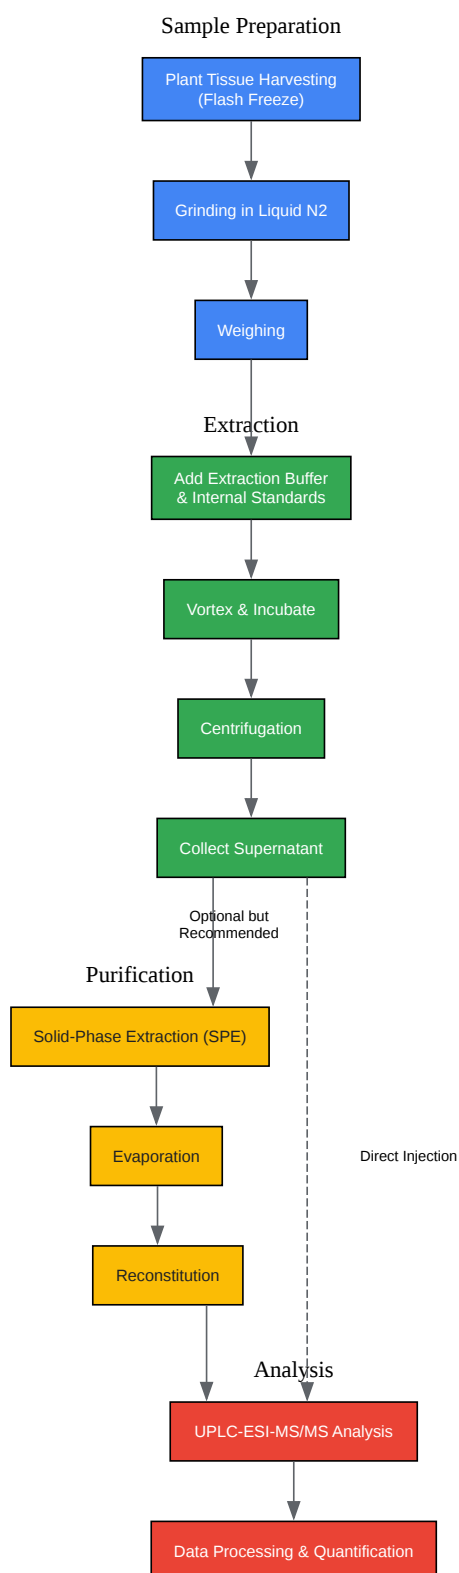 Sample Preparation
Plant Tissue Harvesting
(Flash Freeze)
Grinding in Liquid N2
Weighing
Extraction
Add Extraction Buffer
& Internal Standards
Vortex & Incubate
Centrifugation
Collect Supernatant
Optional but
Recommended
Purification
Solid-Phase Extraction (SPE)
Evaporation
Direct Injection
Reconstitution
Analysis
UPLC-ESI-MS/MS Analysis
Data Processing & Quantification